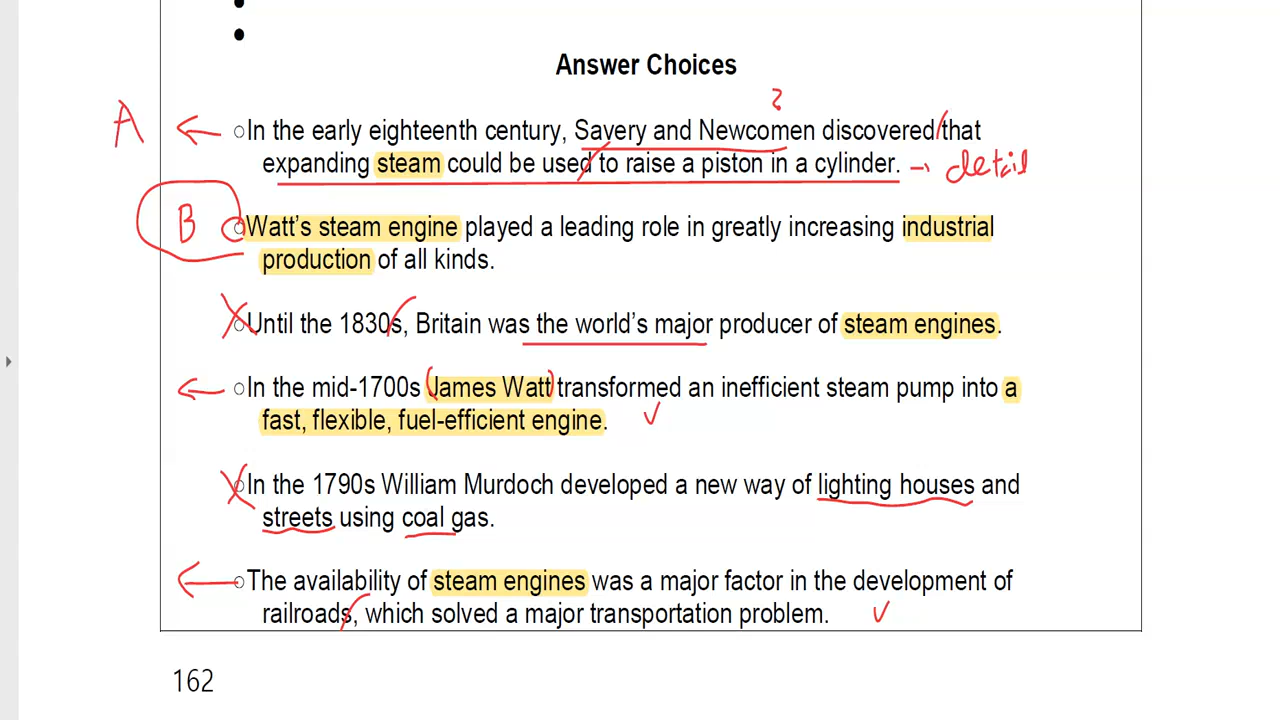 Answer Choices
?
A ○In the early eighteenth century, Savery and Newcomen discovered that
expanding steam could be used to raise a piston in a cylinder. → detail
B ○Watt’s steam engine played a leading role in greatly increasing industrial
production of all kinds.
○Until the 1830s, Britain was the world’s major producer of steam engines.
○In the mid-1700s (James Watt) transformed an inefficient steam pump into a
fast, flexible, fuel-efficient engine.
○In the 1790s William Murdoch developed a new way of lighting houses and
streets using coal gas.
○The availability of steam engines was a major factor in the development of
railroads, which solved a major transportation problem.
162